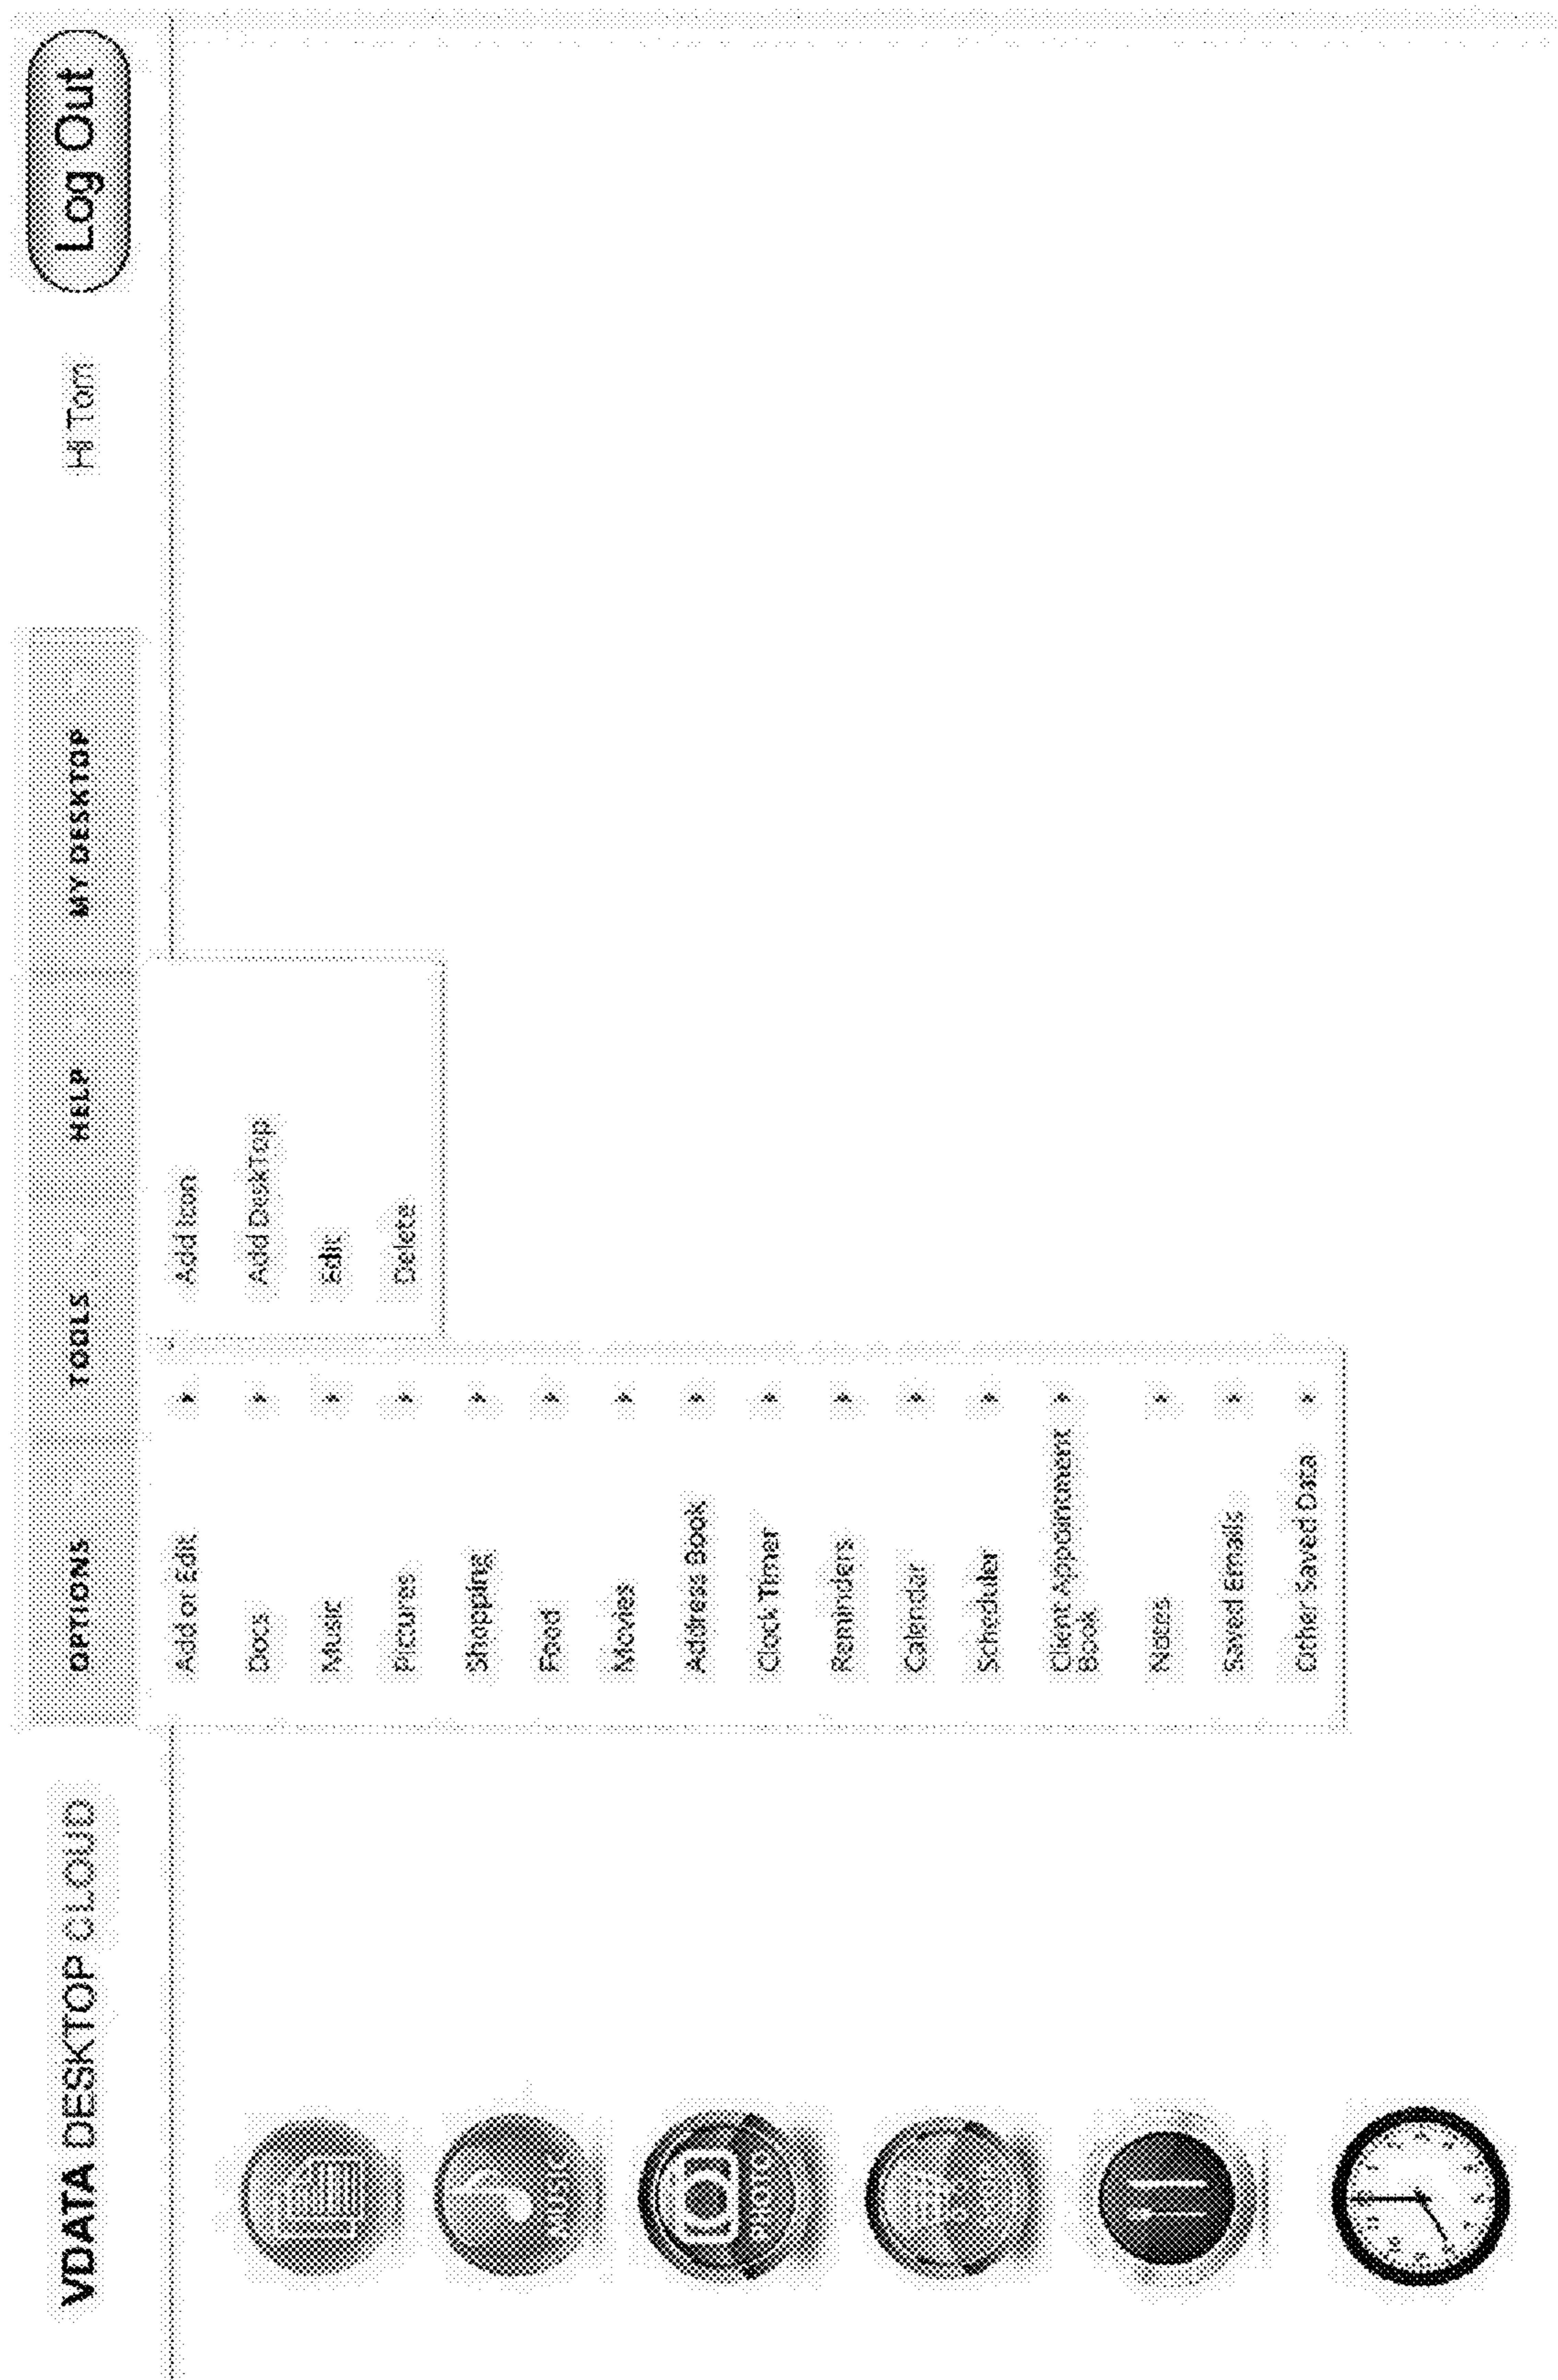 VDATA DESKTOP CLOUD
OPTIONS
TOOLS
HELP
MY DESKTOP
Hi Tom
Log Out
Add or Edit
Docs
Music
Pictures
Shopping
Food
Movies
Address Book
Clock Timer
Reminders
Calendar
Scheduler
Client Appointment
Book
Notes
Saved Emails
Other Saved Data
Add Icon
Add DeskTop
Edit
Delete
MUSIC
PHOTO